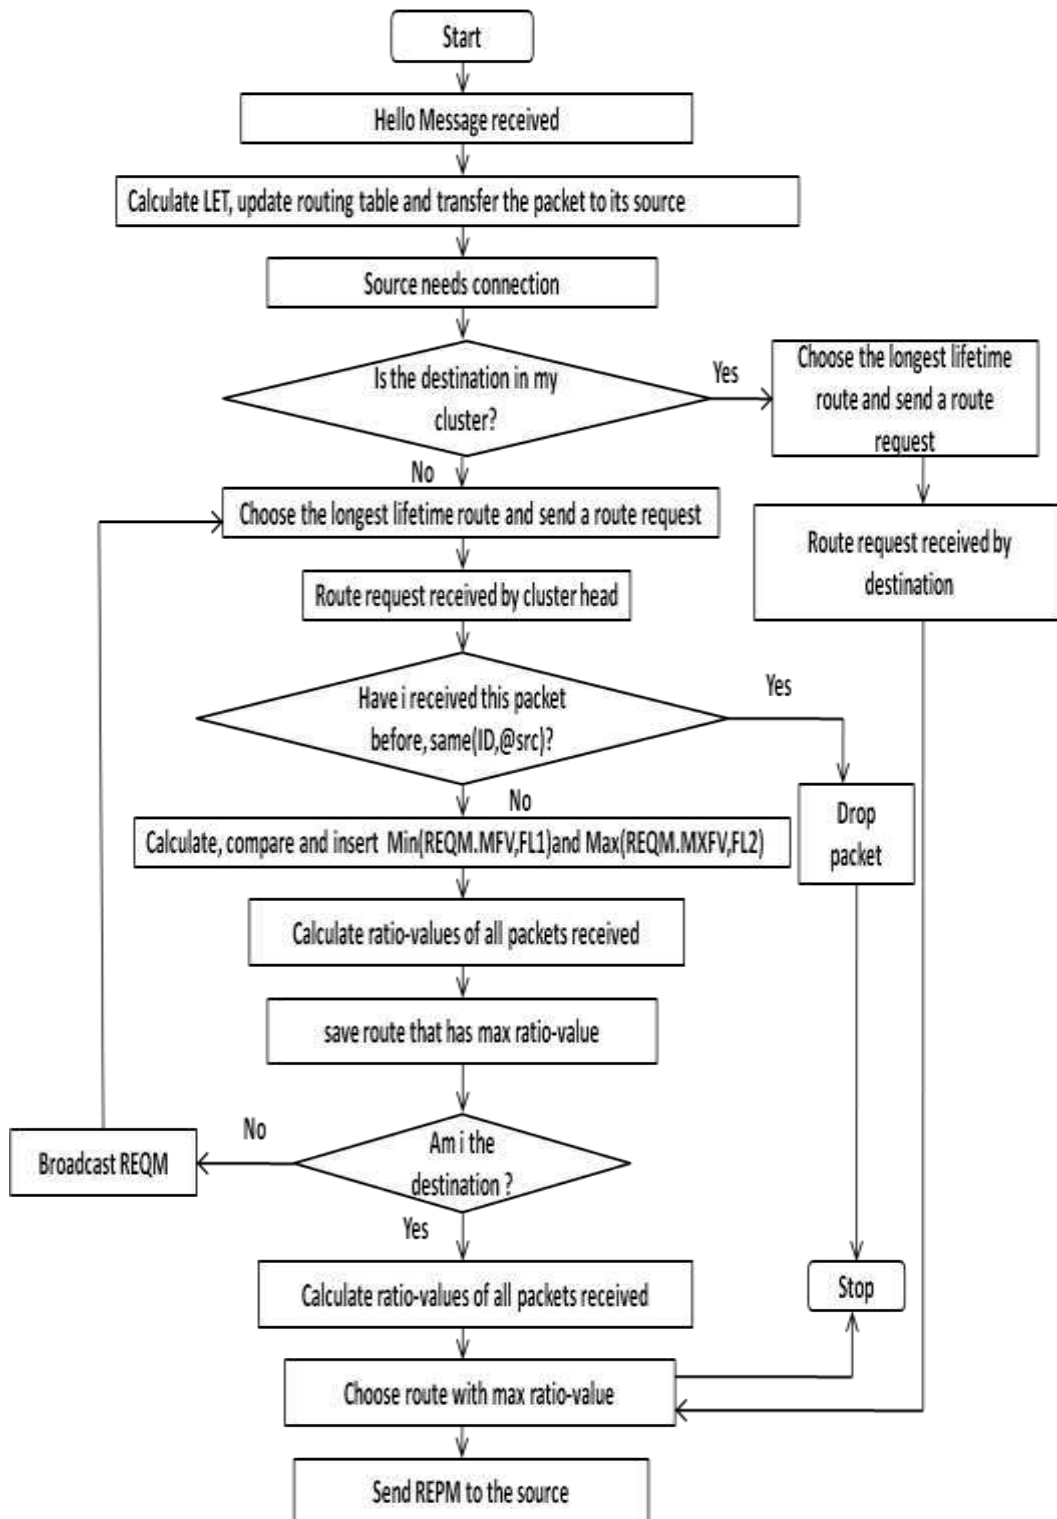 Start
Hello Message received
Calculate LET, update routing table and transfer the packet to its source
Source needs connection
Is the destination in my
cluster?
Yes
Choose the longest lifetime
route and send a route
request
No
Choose the longest lifetime route and send a route request
Route request received by
destination
Route request received by cluster head
Have i received this packet
before, same(ID,@src)?
Yes
No
Drop
packet
Calculate, compare and insert Min(REQM.MFV,FL1)and Max(REQM.MXFV,FL2)
Calculate ratio-values of all packets received
save route that has max ratio-value
Am i the
destination ?
No
Broadcast REQM
Yes
Calculate ratio-values of all packets received
Stop
Choose route with max ratio-value
Send REPM to the source